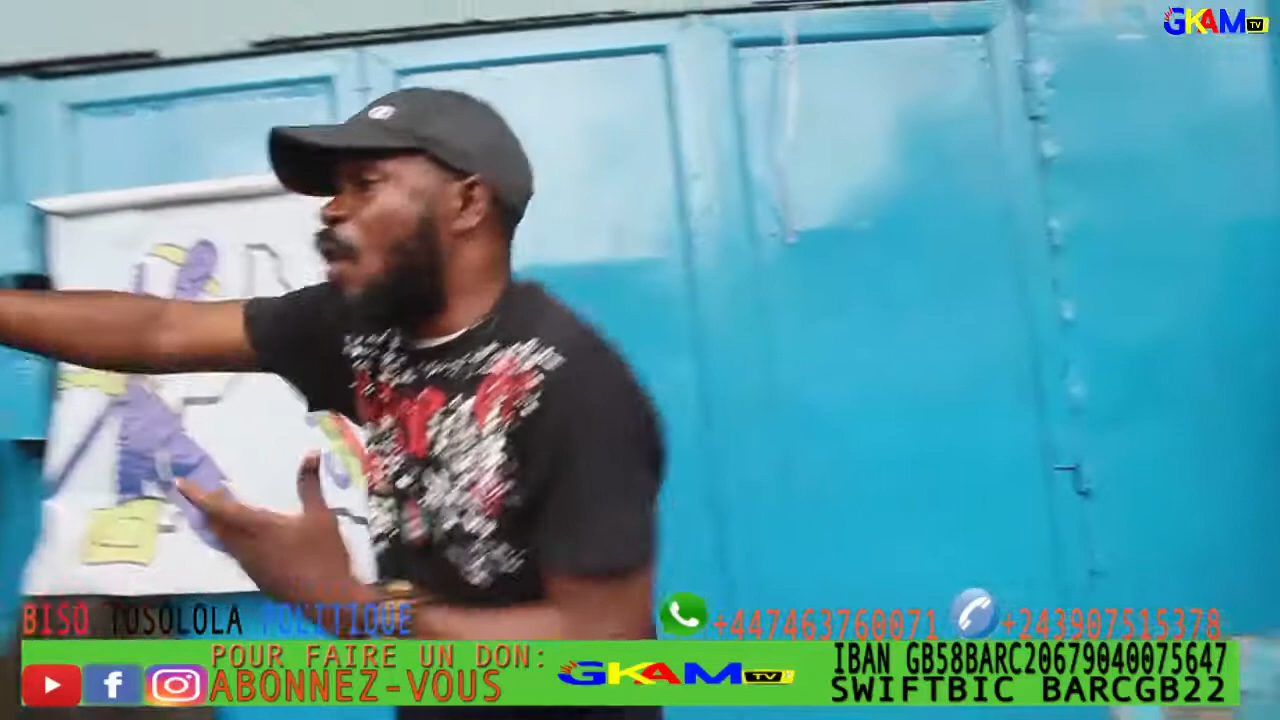 GKAM TV
BISO TOSOLOLA POLITIQUE
+447463760071
+243907515378
POUR FAIRE UN DON:
ABONNEZ-VOUS
GKAM TV
IBAN GB58BARC20679040075647
SWIFTBIC BARCGB22